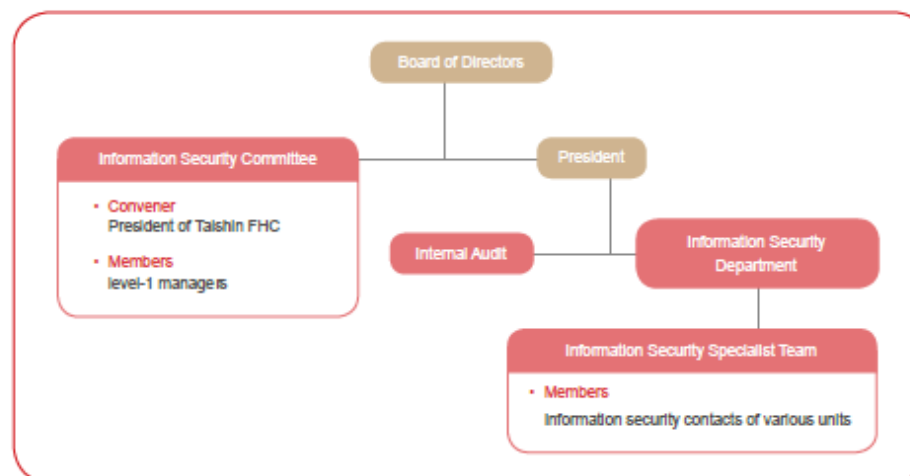 Board of Directors
Information Security Committee
President
• Convener
President of Taishin FHC
• Members
level-1 managers
Internal Audit
Information Security
Department
Information Security Specialist Team
• Members
Information security contacts of various units